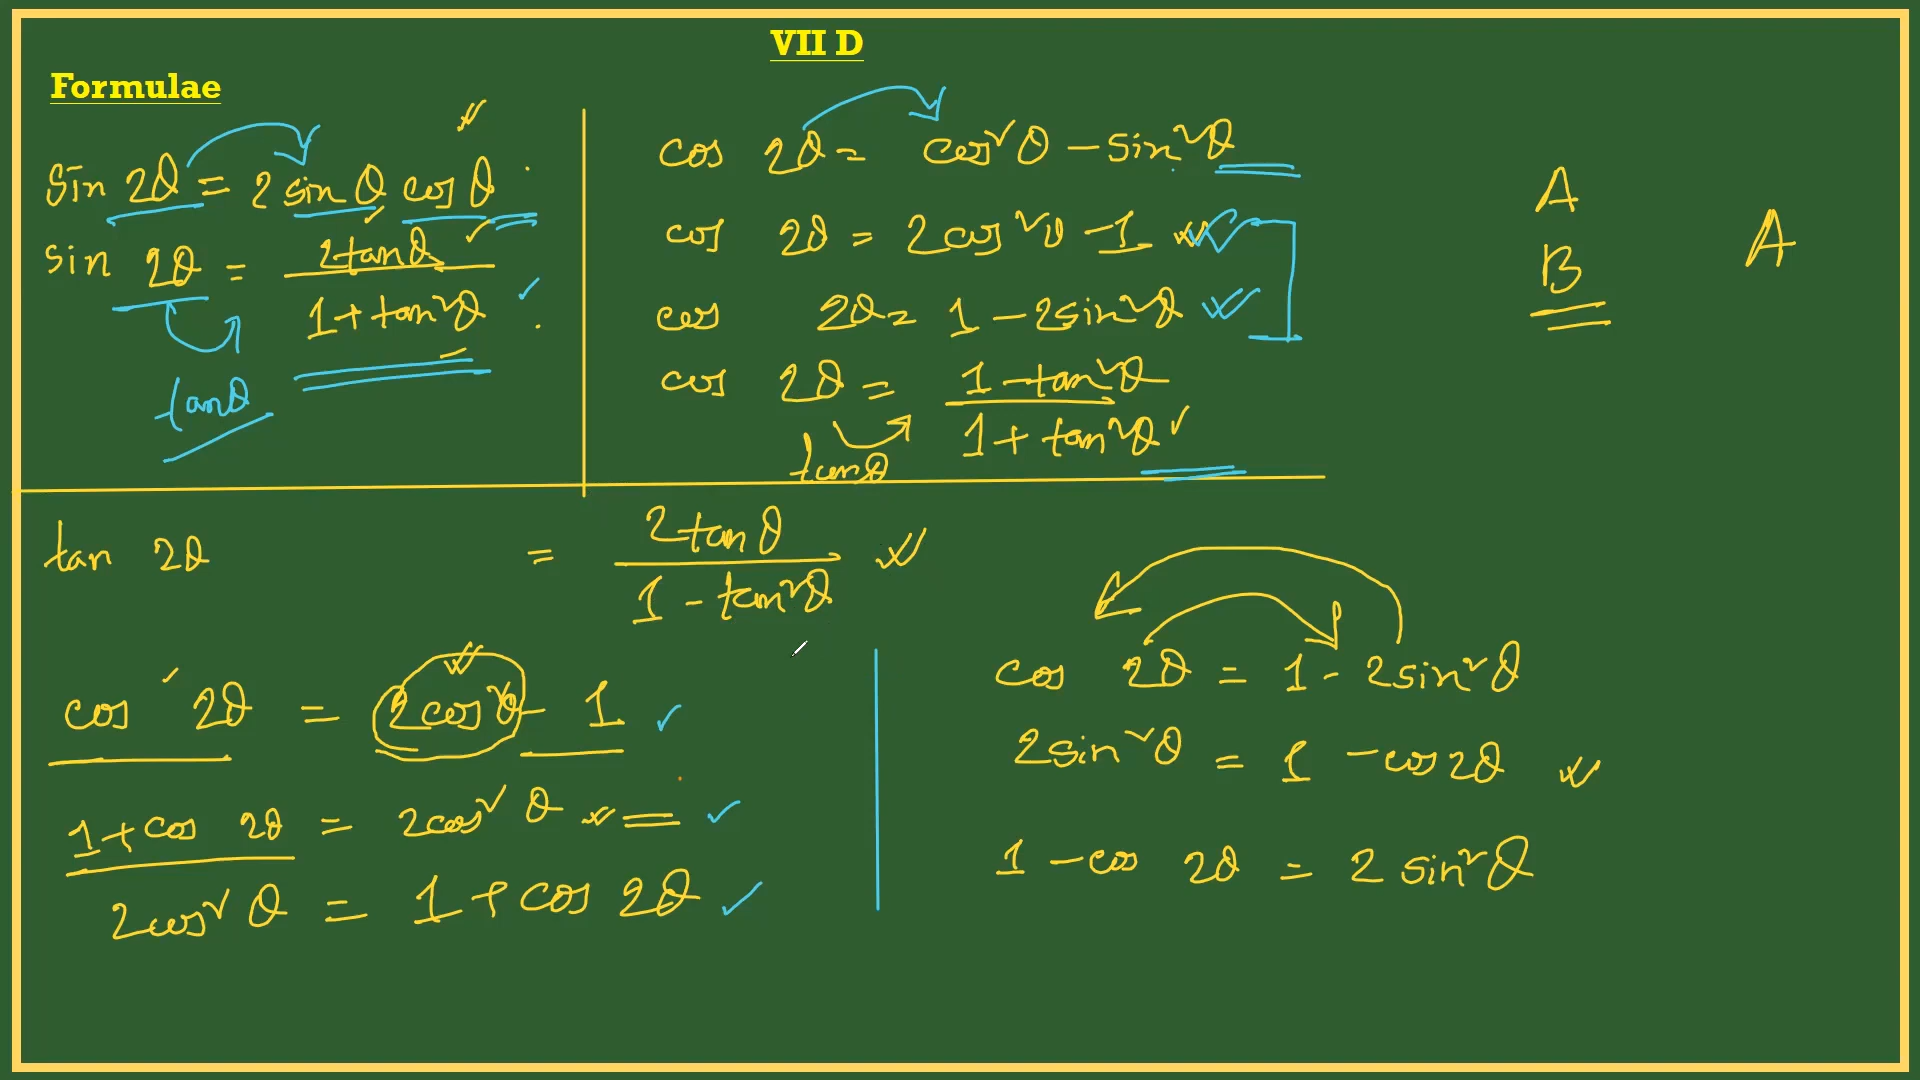 VII D
Formulae
sin 2θ = 2 sin θ cos θ
sin 2θ = 2tanθ / 1 + tan²θ
tanθ
cos 2θ = cos²θ - sin²θ
cos 2θ = 2cos²θ - 1
cos 2θ = 1 - 2sin²θ
cos 2θ = 1 - tan²θ / 1 + tan²θ
tanθ
A
B
A
tan 2θ = 2tanθ / 1 - tan²θ
cos 2θ = 2cos²θ - 1
1 + cos 2θ = 2cos²θ
2cos²θ = 1 + cos 2θ
cos 2θ = 1 - 2sin²θ
2sin²θ = 1 - cos2θ
1 - cos 2θ = 2 sin²θ